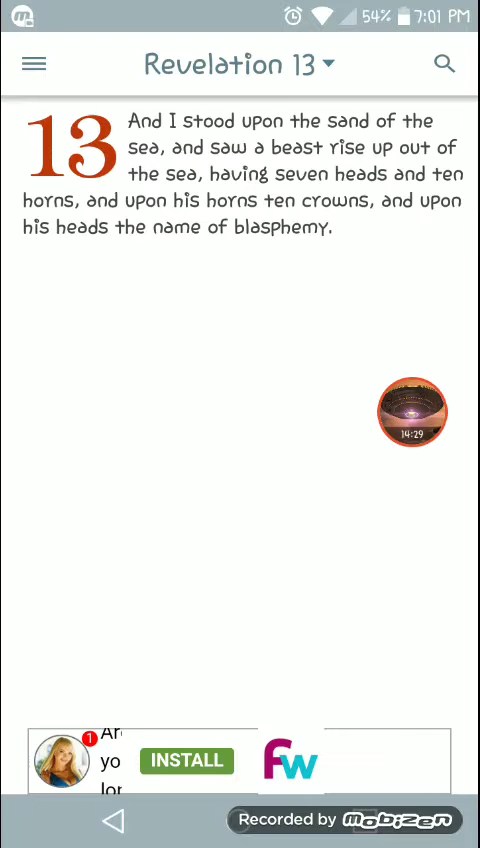 54% 7:01 PM
Revelation 13
13 And I stood upon the sand of the
sea, and saw a beast rise up out of
the sea, having seven heads and ten
horns, and upon his horns ten crowns, and upon
his heads the name of blasphemy.
14:29
1
yo
INSTALL
fw
Recorded by mobizen